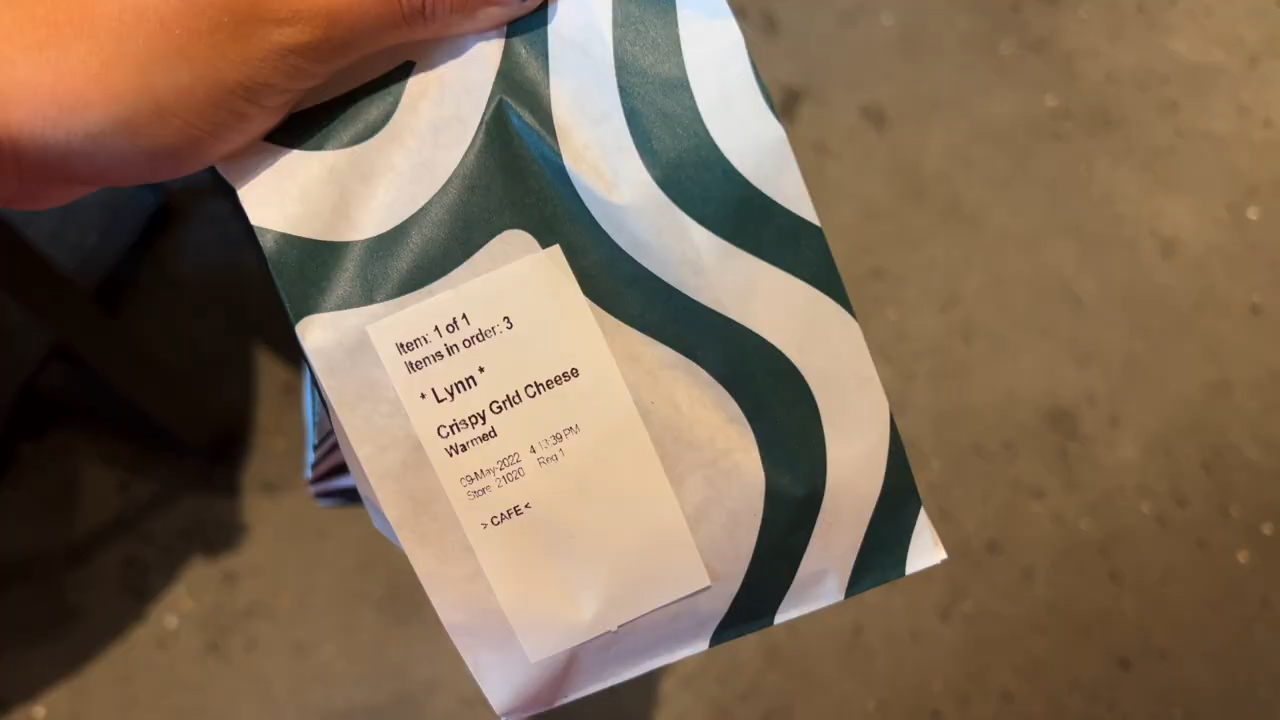 Item: 1 of 1
Items in order: 3
* Lynn *
Crispy Grld Cheese
Warmed
09-May-2022 4:13:39 PM
Store 21020 Reg 1
> CAFE <